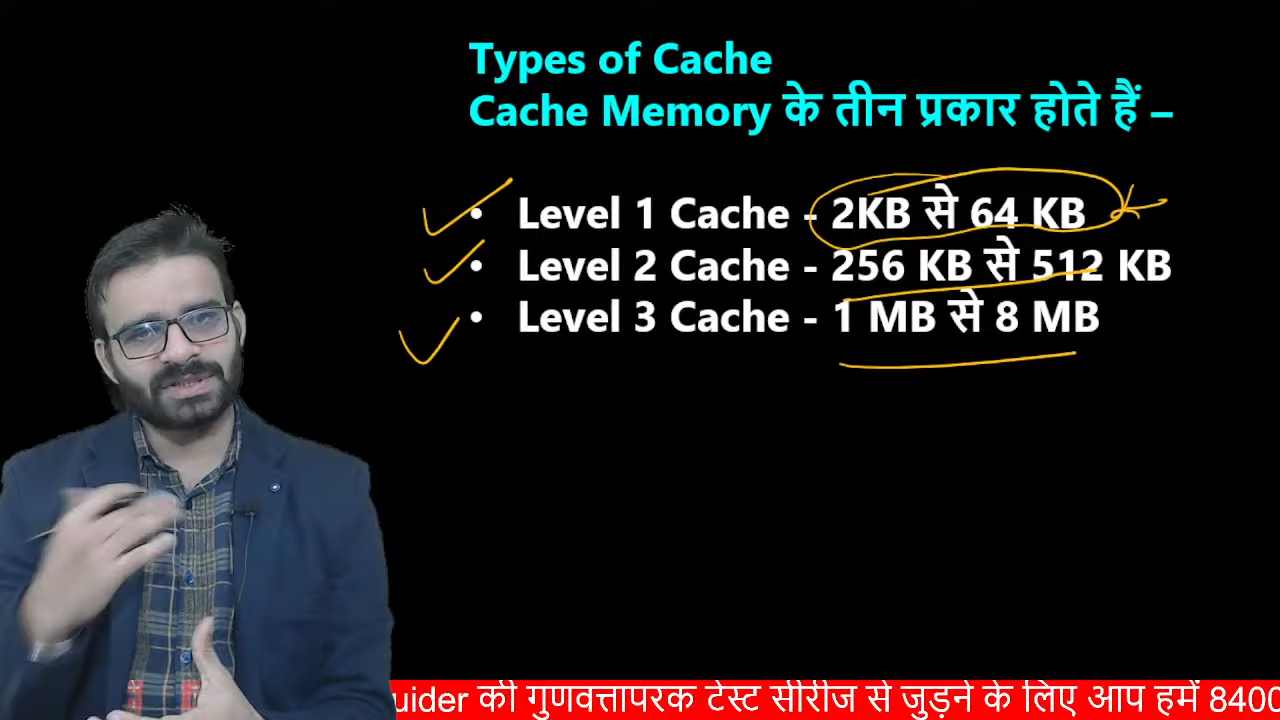 Types of Cache
Cache Memory के तीन प्रकार होते हैं –
• Level 1 Cache - 2KB से 64 KB
• Level 2 Cache - 256 KB से 512 KB
• Level 3 Cache - 1 MB से 8 MB
uider की गुणवत्तापरक टेस्ट सीरीज से जुड़ने के लिए आप हमें 8400